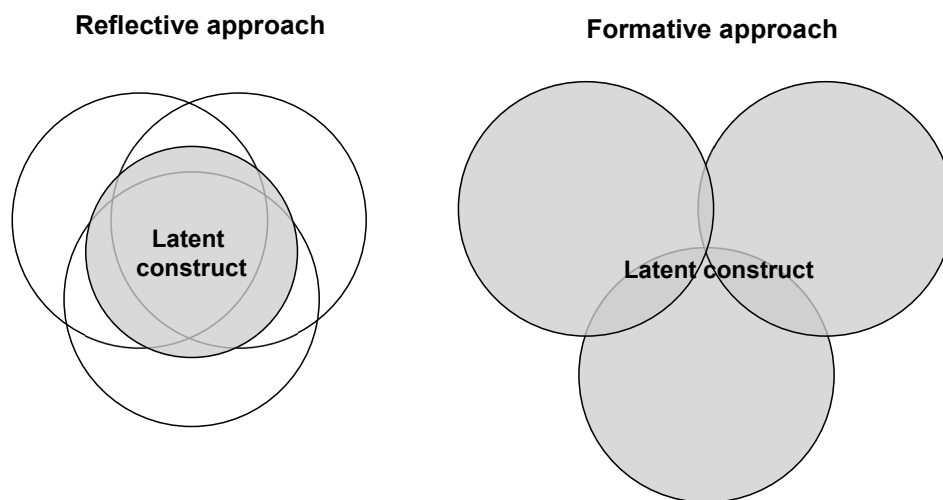 Reflective approach
Formative approach
Latent
construct
Latent construct